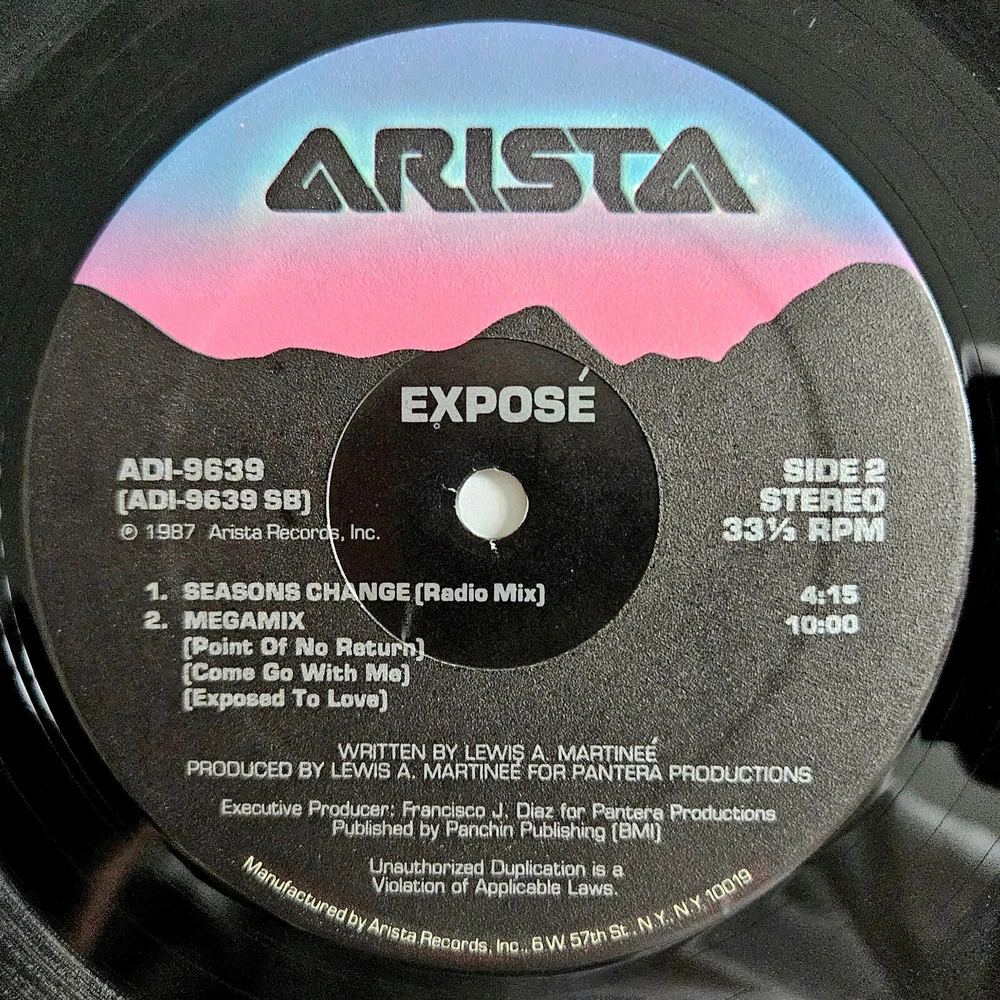 ARISTA
EXPOSÉ
ADI-9639
(ADI-9639 SB)
℗ 1987 Arista Records, Inc.
SIDE 2
STEREO
33⅓ RPM
1. SEASONS CHANGE (Radio Mix) 4:15
2. MEGAMIX 10:00
(Point Of No Return)
(Come Go With Me)
(Exposed To Love)
WRITTEN BY LEWIS A. MARTINEÉ
PRODUCED BY LEWIS A. MARTINEÉ FOR PANTERA PRODUCTIONS
Executive Producer: Francisco J. Diaz for Pantera Productions
Published by Panchin Publishing (BMI)
Unauthorized Duplication is a
Violation of Applicable Laws.
Manufactured by Arista Records, Inc., 6 W. 57th St., N.Y., N.Y. 10019